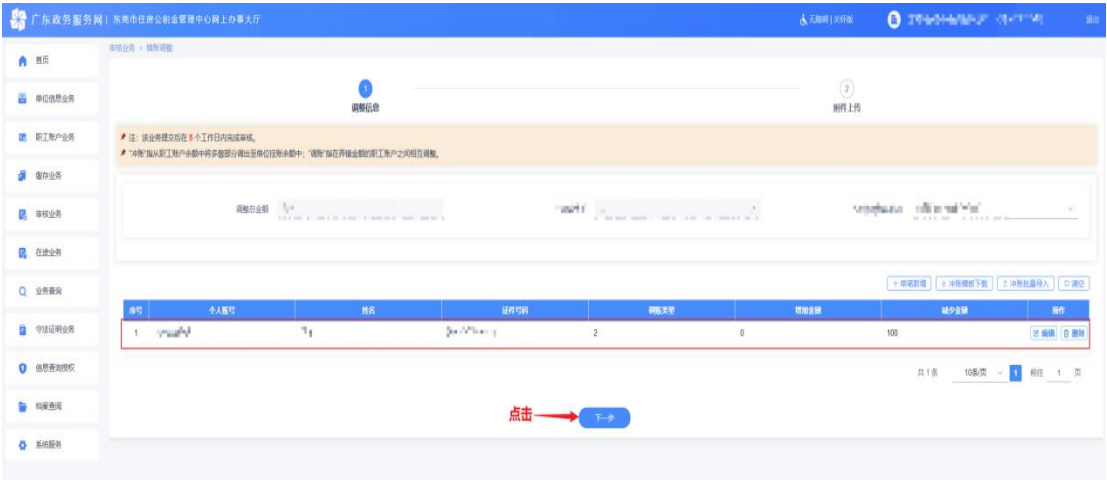 广东政务服务网 | 东莞市住房公积金管理中心网上办事大厅
无障碍 | 关怀版
退出
首页
单位信息业务
职工账户业务
缴存业务
审核业务
在途业务
业务查询
守法证明业务
信息查询授权
档案查阅
系统服务
审核业务 > 错账调整
1
调整信息
2
附件上传
注：该业务提交后在 5 个工作日内完成审核。
"冲账"指从职工账户余额中将多缴部分调出至单位挂账余额中；"调账"指在弄错金额的职工账户之间相互调整。
调整总金额
+ 单笔新增 冲账模板下载 冲账批量导入 清空
序号 个人账号 姓名 证件号码 调账类型 增加金额 减少金额 操作
1 2 0 100 编辑 删除
共 1 条 10条/页 1 前往 1 页
点击
下一步